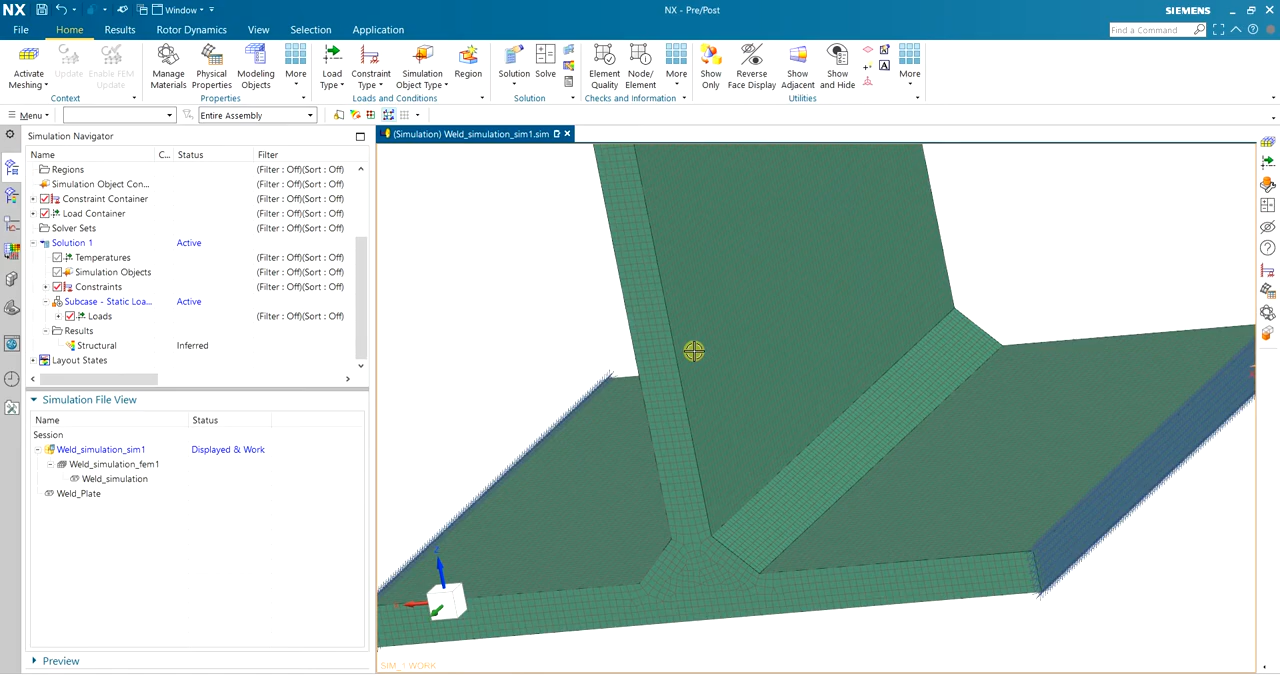 NX Window NX - Pre/Post SIEMENS
File Home Results Rotor Dynamics View Selection Application Find a Command
Activate Meshing Update Enable FEM Update Manage Materials Physical Properties Modeling Objects More Load Type Constraint Type Simulation Object Type Region Solution Solve Element Quality Node/ Element More Show Only Reverse Face Display Show Adjacent Show and Hide More
Context Properties Loads and Conditions Solution Checks and Information Utilities
Menu Entire Assembly
Simulation Navigator
(Simulation) Weld_simulation_sim1.sim
Name C... Status Filter
Regions (Filter : Off)(Sort : Off)
Simulation Object Con... (Filter : Off)(Sort : Off)
Constraint Container (Filter : Off)(Sort : Off)
Load Container (Filter : Off)(Sort : Off)
Solver Sets (Filter : Off)(Sort : Off)
Solution 1 Active
Temperatures (Filter : Off)(Sort : Off)
Simulation Objects (Filter : Off)(Sort : Off)
Constraints (Filter : Off)(Sort : Off)
Subcase - Static Loa... Active
Loads (Filter : Off)(Sort : Off)
Results
Structural Inferred
Layout States
Simulation File View
Name Status
Session
Weld_simulation_sim1 Displayed & Work
Weld_simulation_fem1
Weld_simulation
Weld_Plate
Preview
Z
SIM_1 WORK